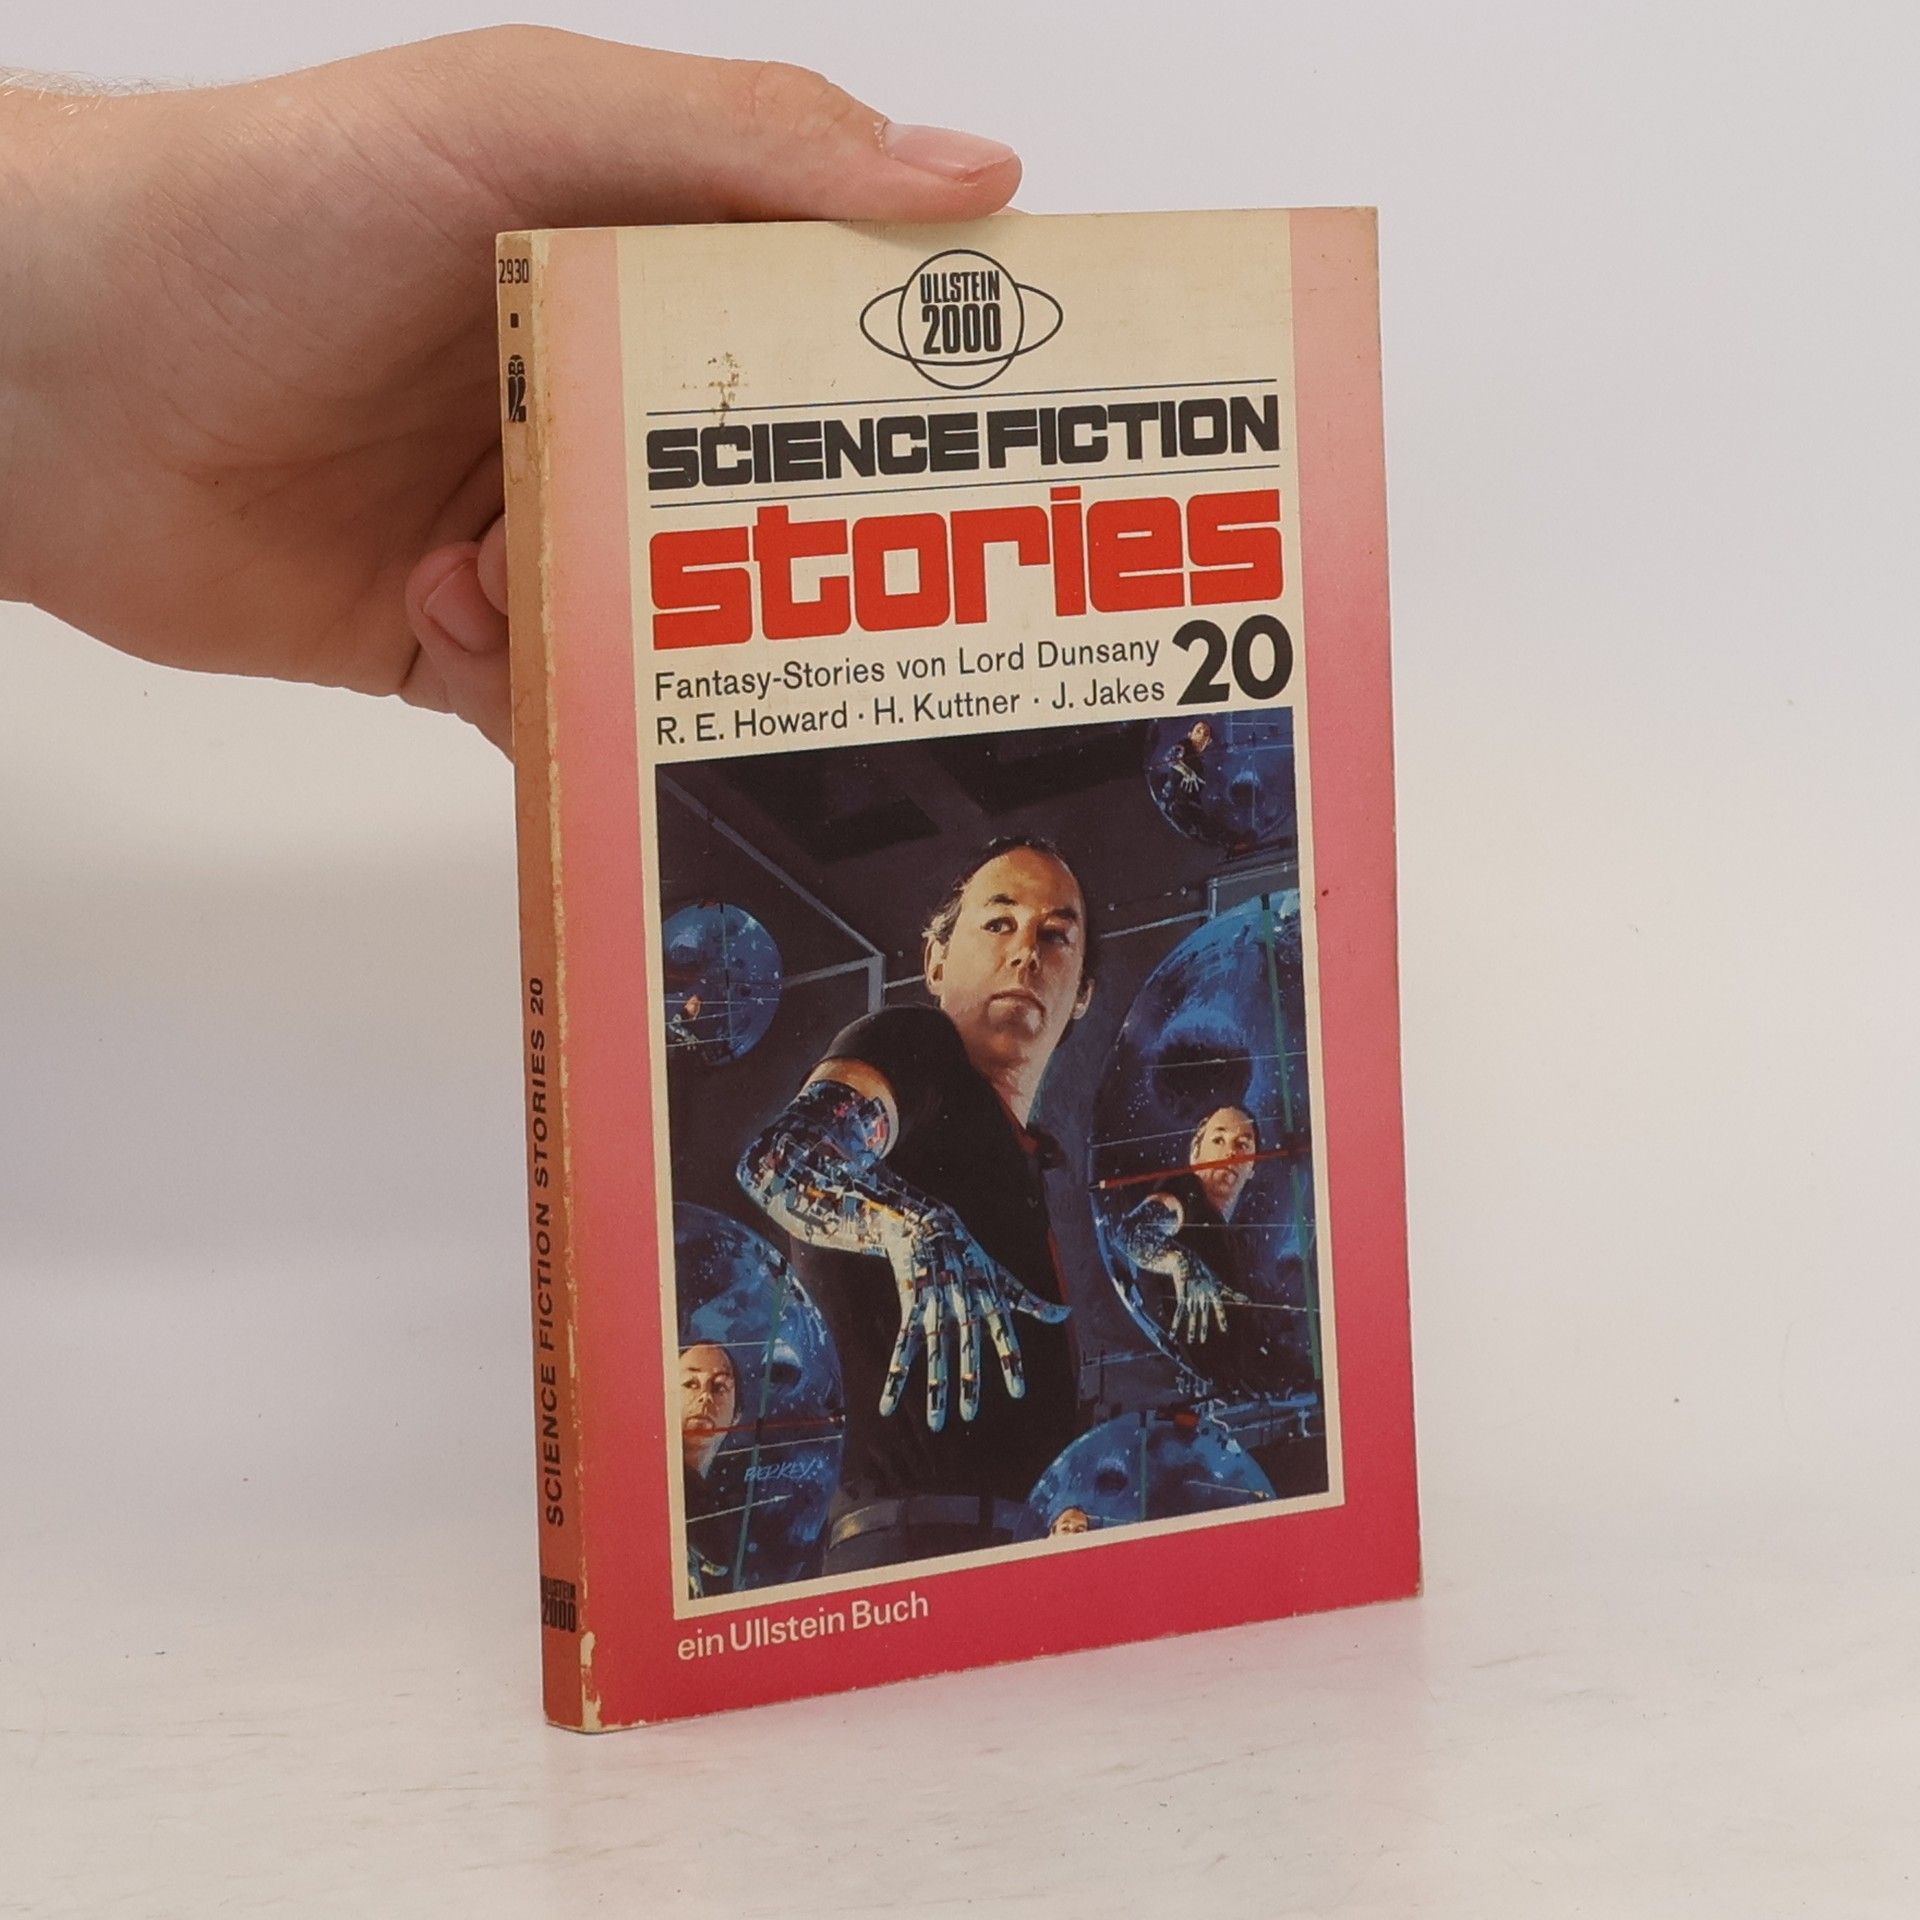 2930
ULLSTEIN
2000
SCIENCE FICTION
stories
Fantasy-Stories von Lord Dunsany
R. E. Howard · H. Kuttner · J. Jakes
20
BERKEY
ein Ullstein Buch
SCIENCE FICTION STORIES 20
ULLSTEIN
2000